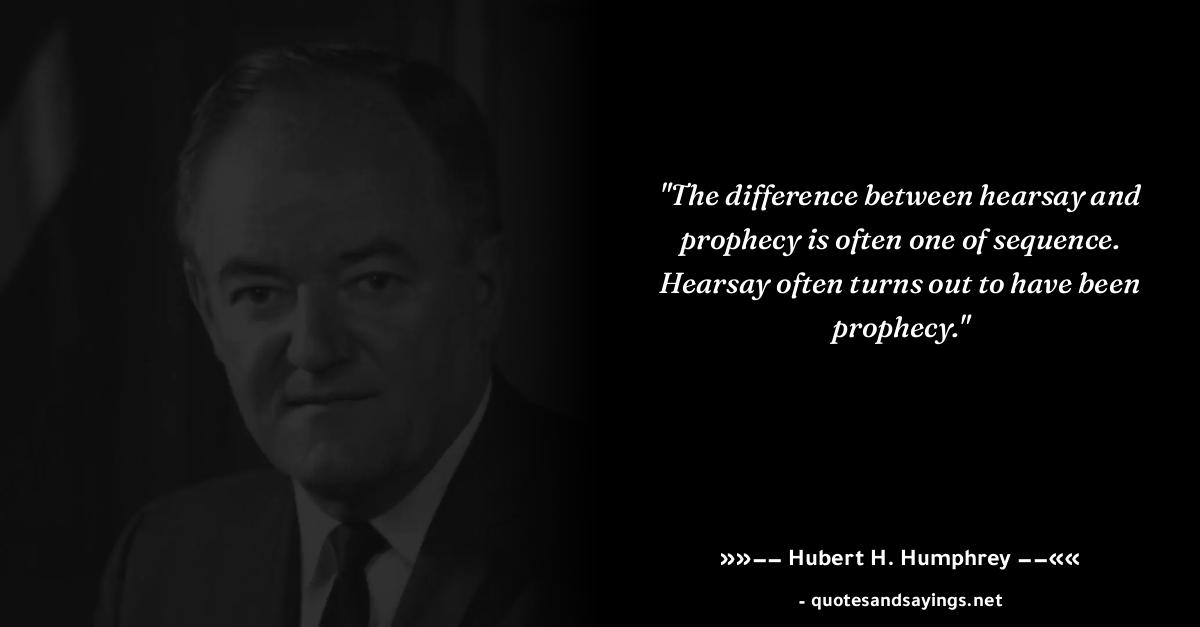 "The difference between hearsay and
prophecy is often one of sequence.
Hearsay often turns out to have been
prophecy."
»»−− Hubert H. Humphrey −−««
- quotesandsayings.net